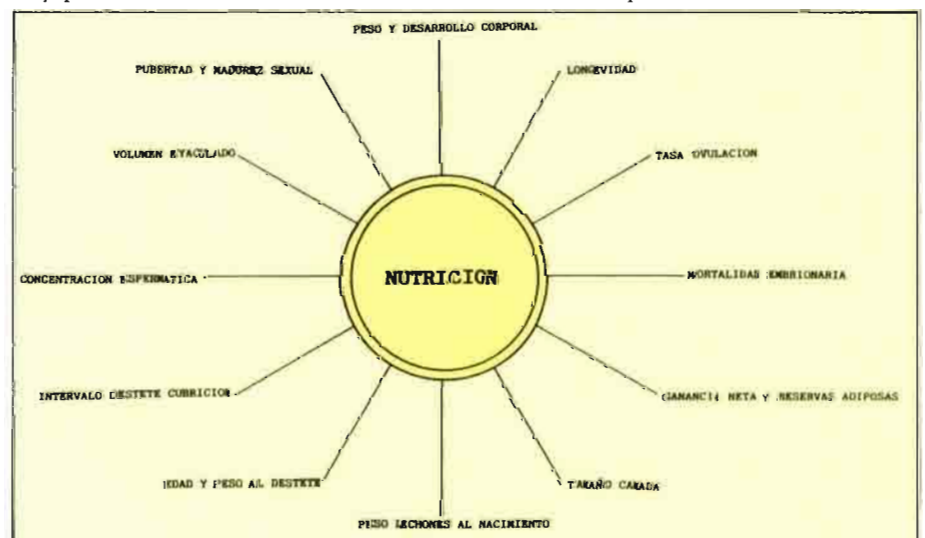 PESO Y DESARROLLO CORPORAL
PUBERTAD Y MADUREZ SEXUAL
LONGEVIDAD
VOLUMEN EYACULADO
TASA OVULACION
CONCENTRACION ESPERMATICA
NUTRICION
MORTALIDAS EMBRIONARIA
INTERVALO DESTETE CUBRICION
GANANCIA NETA Y RESERVAS ADIPOSAS
EDAD Y PESO AL DESTETE
TAMAÑO CAMADA
PESO LECHONES AL NACIMIENTO